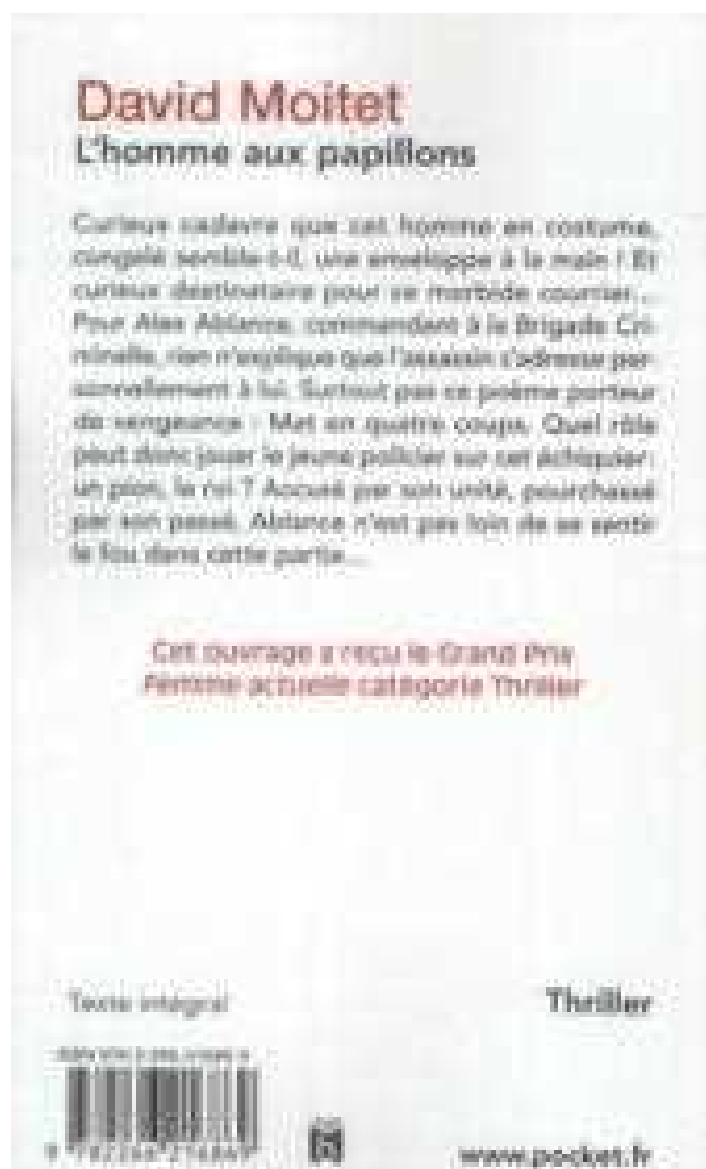 David Moitet
L'homme aux papillons
Curieux cadavre que cet homme en costume,
congelé semble-t-il, une enveloppe à la main ! Et
curieux destinataire pour ce morbide courrier...
Pour Alex Ablance, commandant à la Brigade Cri-
minelle, rien n'explique que l'assassin s'adresse per-
sonnellement à lui. Surtout pas ce poème porteur
de vengeance : Mat en quatre coups. Quel rôle
peut donc jouer le jeune policier sur cet échiquier :
un pion, le roi ? Accusé par son unité, pourchassé
par son passé, Ablance n'est pas loin de se sentir
le fou dans cette partie...
Cet ouvrage a reçu le Grand Prix
Femme actuelle catégorie Thriller
Texte intégral
Thriller
www.pocket.fr